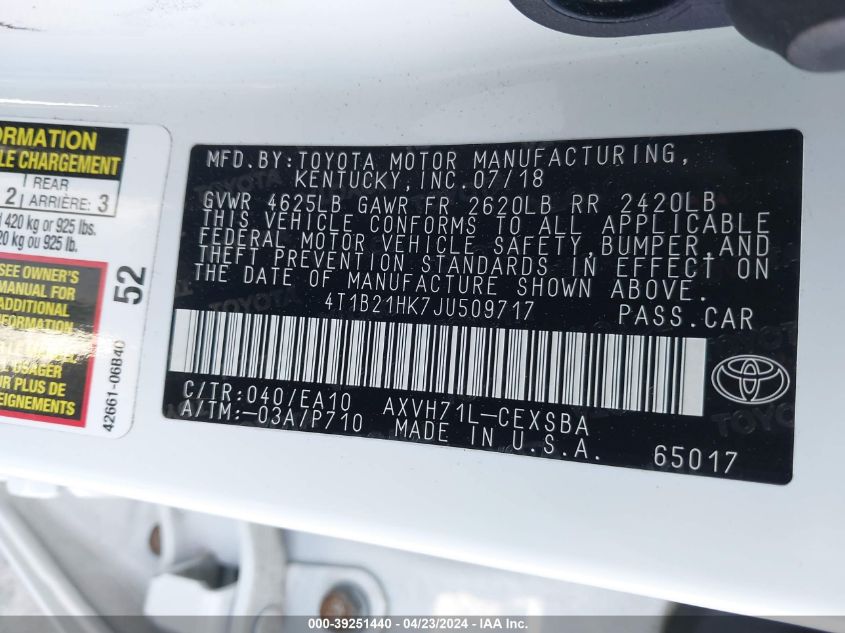 ORMATION
LE CHARGEMENT
2 REAR 3
ARRIÈRE:
420 kg or 925 lbs.
20 kg ou 925 lb.
SEE OWNER'S
MANUAL FOR
ADDITIONAL
USAGER
UR PLUS DE
EIGNEMENTS
52
42661-06B40
MFD.BY:TOYOTA MOTOR MANUFACTURING,
KENTUCKY,INC.07/18
GVWR 4625LB GAWR FR 2620LB RR 2420LB
THIS VEHICLE CONFORMS TO ALL APPLICABLE
FEDERAL MOTOR VEHICLE SAFETY,BUMPER,AND
THEFT PREVENTION STANDARDS IN EFFECT ON
THE DATE OF MANUFACTURE SHOWN ABOVE.
4T1B21HK7JU509717 PASS.CAR
C/TR:040/EA10 AXVH71L-CEXSBA
A/TM:-03A/P710 MADE IN U.S.A.
65017
000-39251440 - 04/23/2024 - IAA Inc.